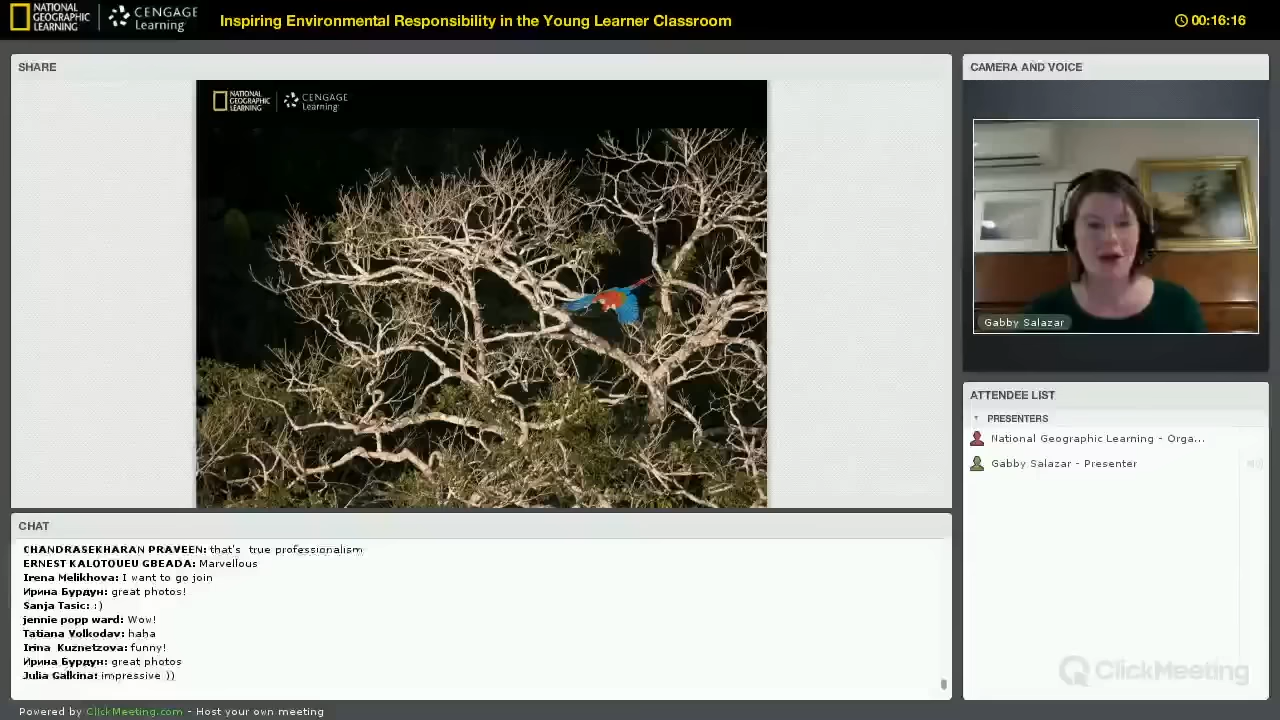 NATIONAL GEOGRAPHIC LEARNING
CENGAGE Learning
Inspiring Environmental Responsibility in the Young Learner Classroom
00:16:16
SHARE
NATIONAL GEOGRAPHIC LEARNING
CENGAGE Learning
CAMERA AND VOICE
Gabby Salazar
ATTENDEE LIST
PRESENTERS
National Geographic Learning - Orga...
Gabby Salazar - Presenter
CHAT
CHANDRASEKHARAN PRAVEEN: that's true professionalism
ERNEST KALOTOUEU GBEADA: Marvellous
Irena Melikhova: I want to go join
Ирина Бурдун: great photos!
Sanja Tasic: :)
jennie popp ward: Wow!
Tatiana Volkodav: haha
Irina Kuznetzova: funny!
Ирина Бурдун: great photos
Julia Galkina: impressive ))
ClickMeeting
Powered by ClickMeeting.com - Host your own meeting